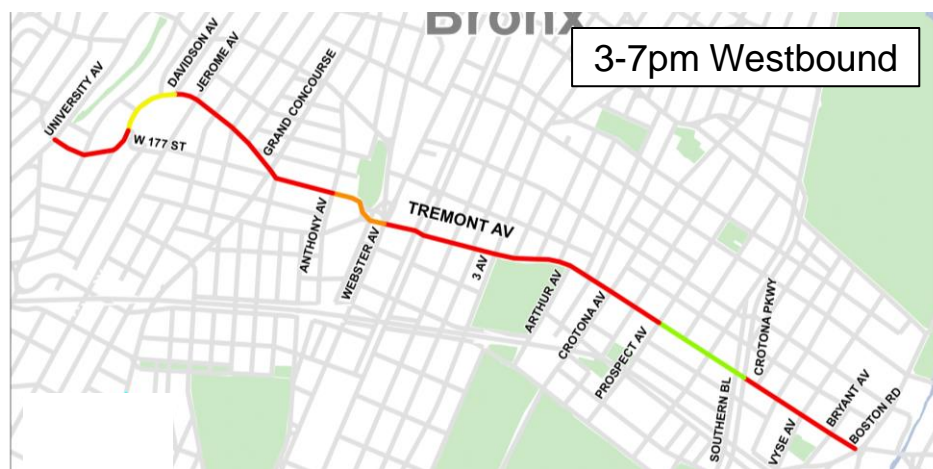 Bronx
3-7pm Westbound
UNIVERSITY AV
DAVIDSON AV
JEROME AV
W 177 ST
GRAND CONCOURSE
ANTHONY AV
WEBSTER AV
TREMONT AV
3 AV
ARTHUR AV
CROTONA AV
PROSPECT AV
SOUTHERN BL
CROTONA PKWY
VYSE AV
BRYANT AV
BOSTON RD